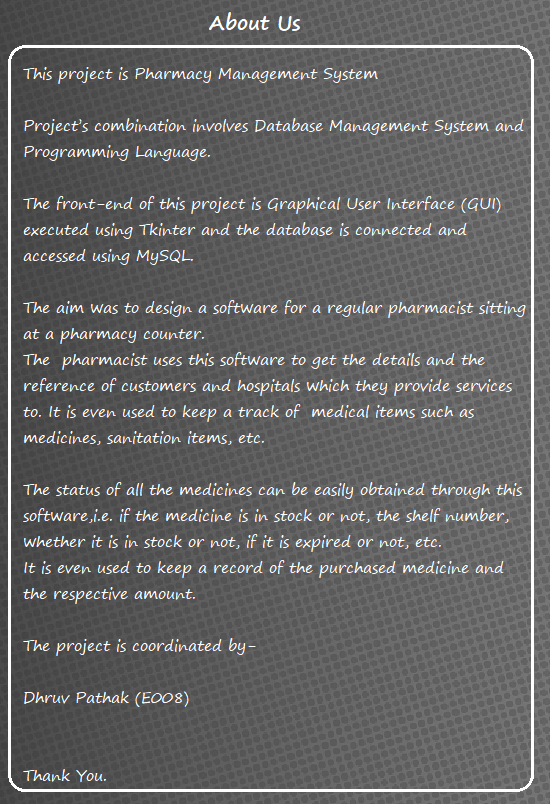 About Us
This project is Pharmacy Management System
Project's combination involves Database Management System and
Programming Language.
The front-end of this project is Graphical User Interface (GUI)
executed using Tkinter and the database is connected and
accessed using MySQL.
The aim was to design a software for a regular pharmacist sitting
at a pharmacy counter.
The  pharmacist uses this software to get the details and the
reference of customers and hospitals which they provide services
to. It is even used to keep a track of  medical items such as
medicines, sanitation items, etc.
The status of all the medicines can be easily obtained through this
software,i.e. if the medicine is in stock or not, the shelf number,
whether it is in stock or not, if it is expired or not, etc.
It is even used to keep a record of the purchased medicine and
the respective amount.
The project is coordinated by-
Dhruv Pathak (E008)
Thank You.